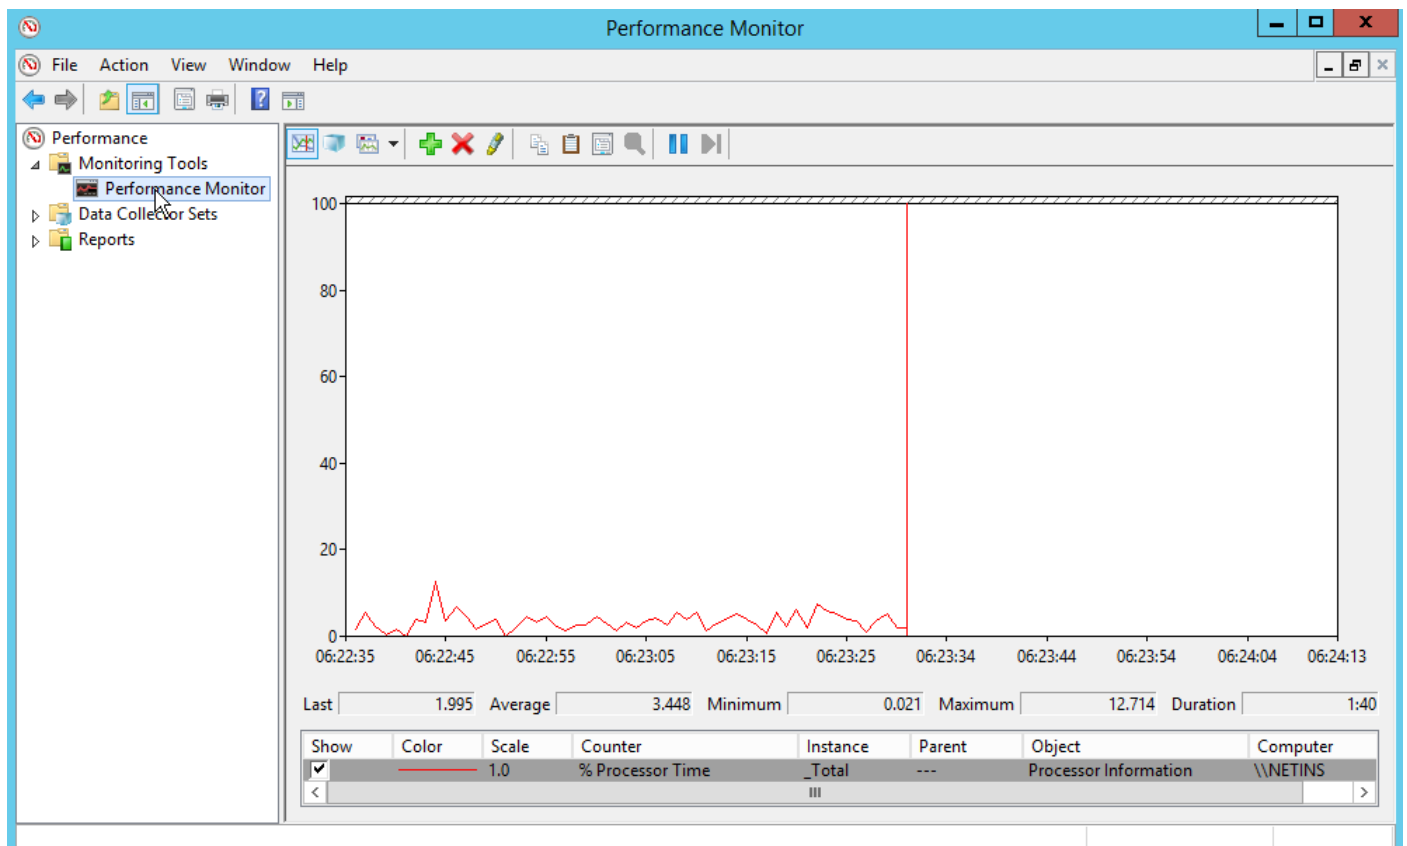 Performance Monitor
File Action View Window Help
Performance
Monitoring Tools
Performance Monitor
Data Collector Sets
Reports
100
80
60
40
20
0
06:22:35 06:22:45 06:22:55 06:23:05 06:23:15 06:23:25 06:23:34 06:23:44 06:23:54 06:24:04 06:24:13
Last 1.995 Average 3.448 Minimum 0.021 Maximum 12.714 Duration 1:40
Show Color Scale Counter Instance Parent Object Computer
1.0 % Processor Time _Total --- Processor Information \\NETINS